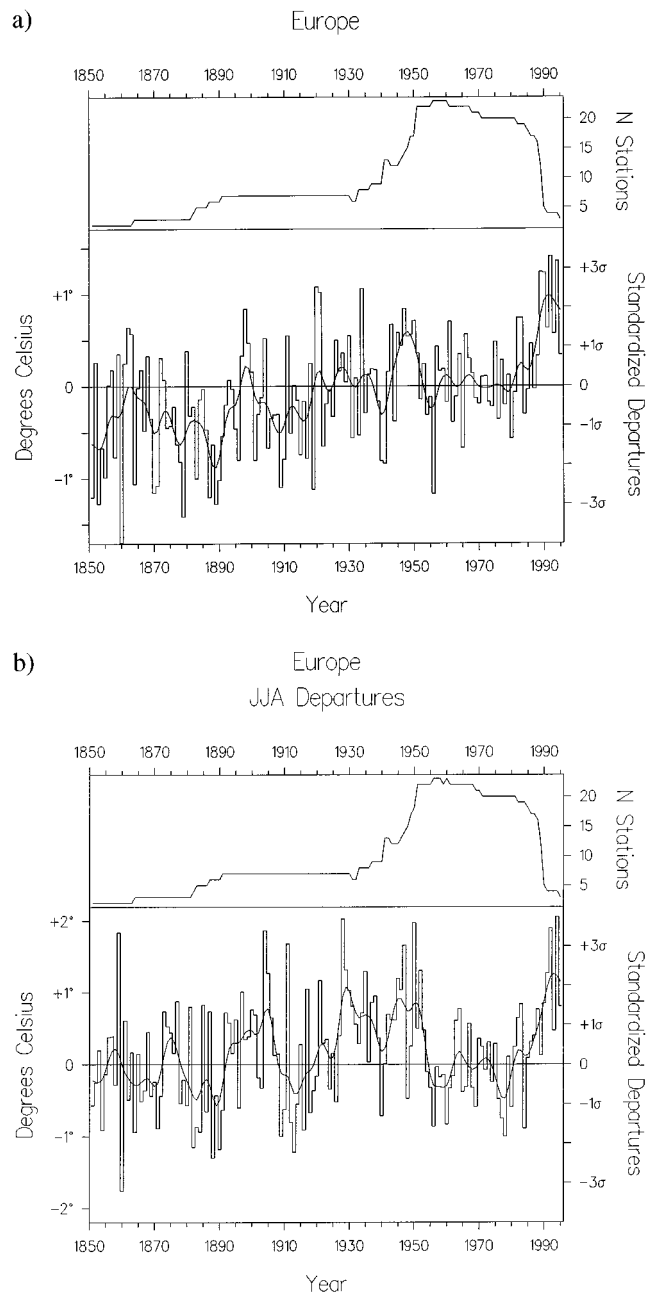 a)
Europe
1850 1870 1890 1910 1930 1950 1970 1990
20
15
10
5
N Stations
+1°
0
-1°
Degrees Celsius
+3σ
+1σ
0
-1σ
-3σ
Standardized Departures
1850 1870 1890 1910 1930 1950 1970 1990
Year
b)
Europe
JJA Departures
1850 1870 1890 1910 1930 1950 1970 1990
20
15
10
5
N Stations
+2°
+1°
0
-1°
-2°
Degrees Celsius
+3σ
+1σ
0
-1σ
-3σ
Standardized Departures
1850 1870 1890 1910 1930 1950 1970 1990
Year